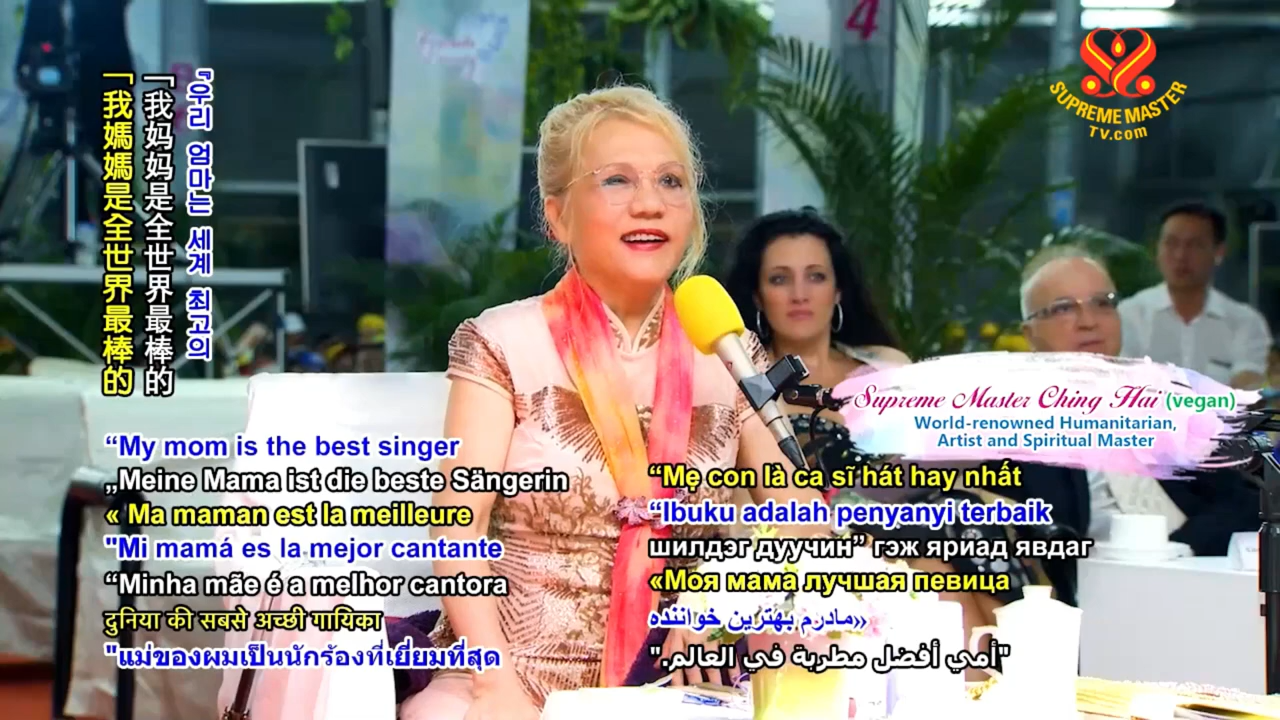 4
SUPREME MASTER
TV.com
『우리 엄마는 세계 최고의
「我妈妈是全世界最棒的
「我媽媽是全世界最棒的
Supreme Master Ching Hai (vegan)
World-renowned Humanitarian,
Artist and Spiritual Master
“My mom is the best singer
„Meine Mama ist die beste Sängerin
« Ma maman est la meilleure
"Mi mamá es la mejor cantante
“Minha mãe é a melhor cantora
दुनिया की सबसे अच्छी गायिका
"แม่ของผมเป็นนักร้องที่เยี่ยมที่สุด
“Mẹ con là ca sĩ hát hay nhất
“Ibuku adalah penyanyi terbaik
шилдэг дуучин” гэж яриад явдаг
«Моя мама лучшая певица
«مادرم بهترین خواننده
"أمي أفضل مطربة في العالم."